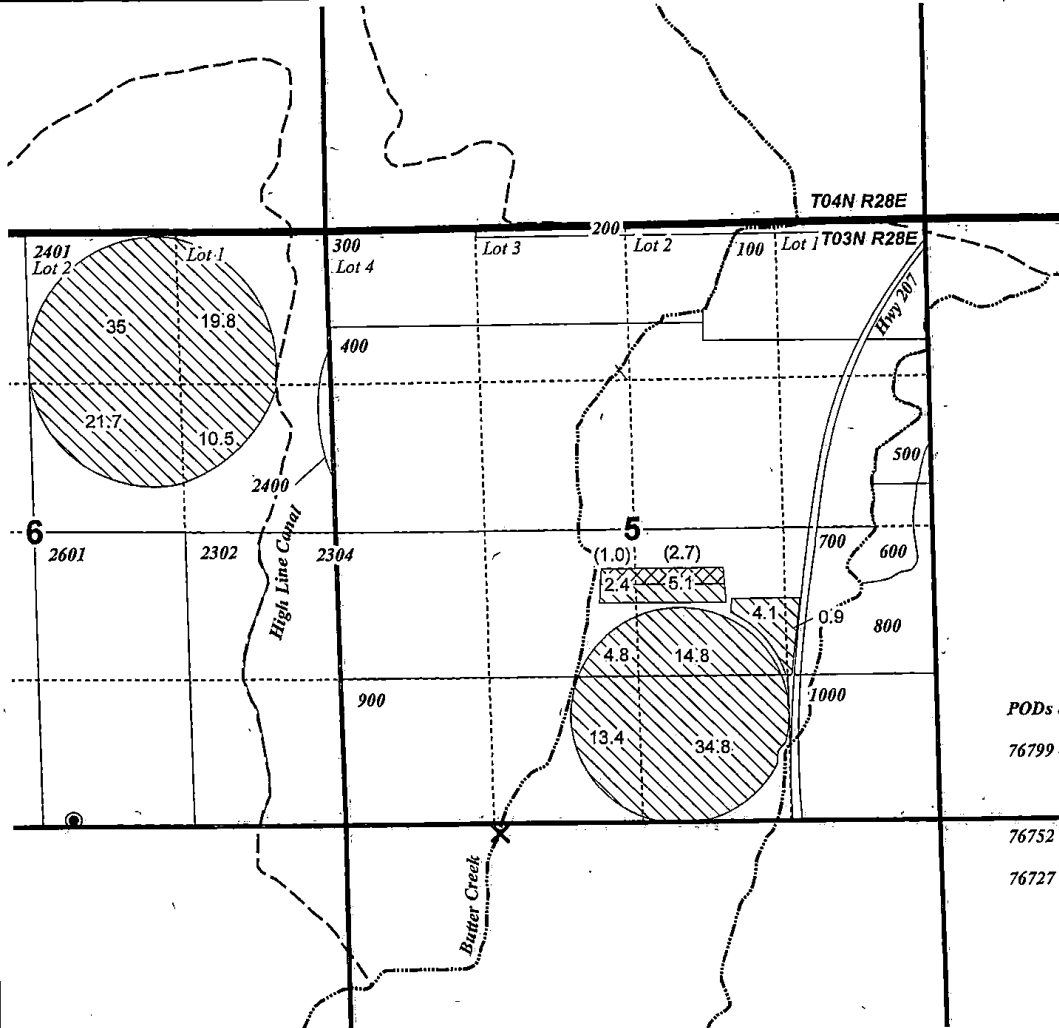 T04N R28E
200
2401
Lot 2
Lot 1
300
Lot 4
Lot 3
Lot 2
100
Lot 1
T03N R28E
Hwy 207
35
19.8
400
21.7
10.5
2400
500
High Line Canal
6
5
2601
2302
2304
(1.0)
(2.7)
700
600
2.4
5.1
4.1
0.9
800
4.8
14.8
900
1000
13.4
34.8
PODs
76799
76752
76727
Butter Creek